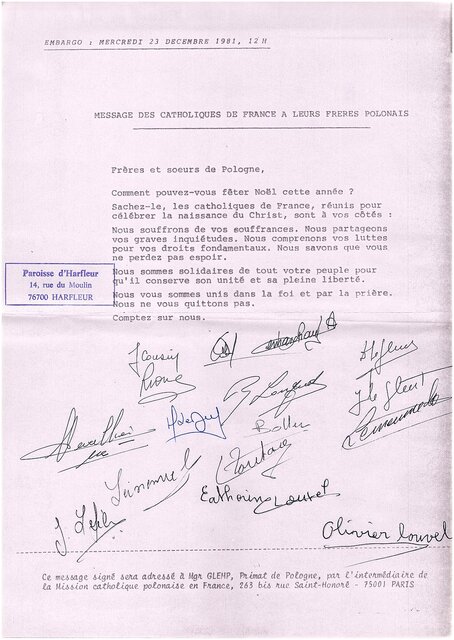 EMBARGO : MERCREDI 23 DECEMBRE 1981, 12 H
MESSAGE DES CATHOLIQUES DE FRANCE A LEURS FRERES POLONAIS
Frères et soeurs de Pologne,
Comment pouvez-vous fêter Noël cette année ?
Sachez-le, les catholiques de France, réunis pour
célébrer la naissance du Christ, sont à vos côtés :
Nous souffrons de vos souffrances. Nous partageons
vos graves inquiétudes. Nous comprenons vos luttes
pour vos droits fondamentaux. Nous savons que vous
ne perdez pas espoir.
Nous sommes solidaires de tout votre peuple pour
qu'il conserve son unité et sa pleine liberté.
Nous vous sommes unis dans la foi et par la prière.
Nous ne vous quittons pas.
Comptez sur nous.
Paroisse d'Harfleur
14, rue du Moulin
76700 HARFLEUR
J Cousin
Catherine Louvel
Olivier Louvel
Ce message signé sera adressé à Mgr GLEMP, Primat de Pologne, par l'intermédiaire de
la Mission catholique polonaise en France, 263 bis rue Saint-Honoré - 75001 PARIS